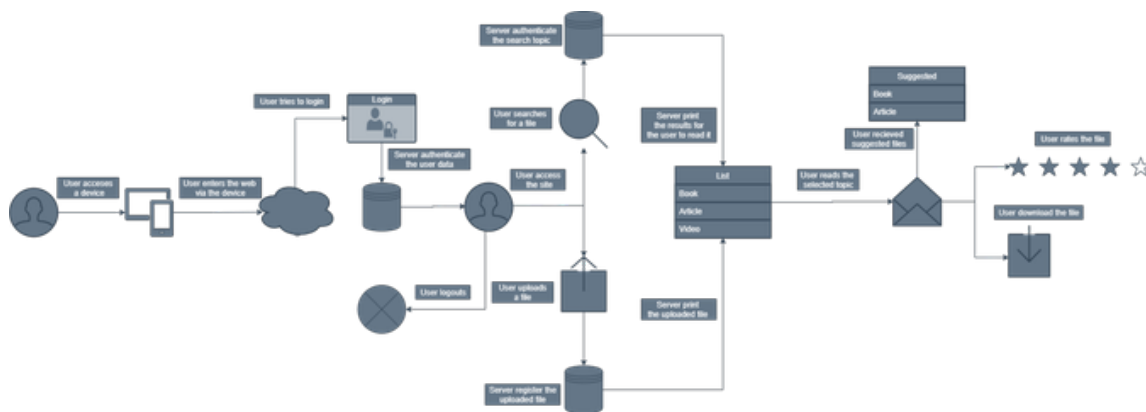 Server authenticate
the search topic
Suggested
Book
Article
User tries to login
Login
User searches
for a file
Server print
the results for
the user to read it
User recieved
suggested files
User rates the file
Server authenticate
the user data
User acceses
a device
User enters the web
via the device
User access
the site
List
Book
Article
Video
User reads the
selected topic
User download the file
User logouts
User uploads
a file
Server print
the uploaded file
Server register the
uploaded file